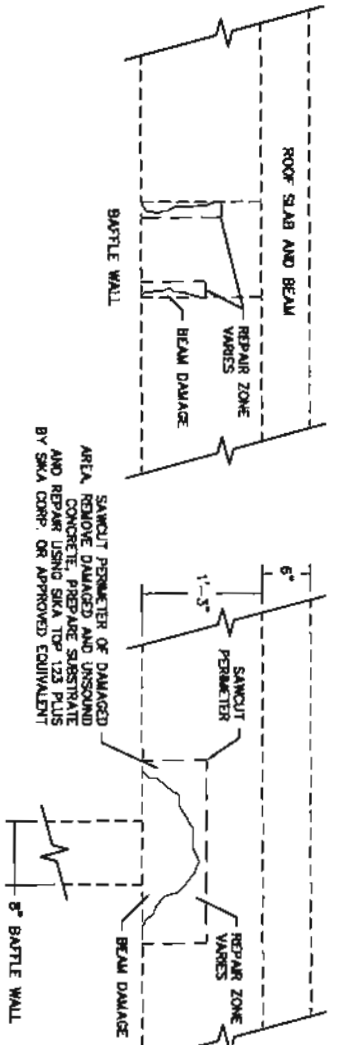 ROOF SLAB AND BEAM
REPAIR ZONE
VARIES
BEAM DAMAGE
BAFFLE WALL
6"
1'-3"
SAWCUT
PERIMETER
REPAIR ZONE
VARIES
BEAM DAMAGE
SAWCUT PERIMETER OF DAMAGED
AREA, REMOVE DAMAGED AND UNSOUND
CONCRETE, PREPARE SUBSTRATE
AND REPAIR USING SIKA TOP 123 PLUS
BY SIKA CORP. OR APPROVED EQUIVALENT
8" BAFFLE WALL